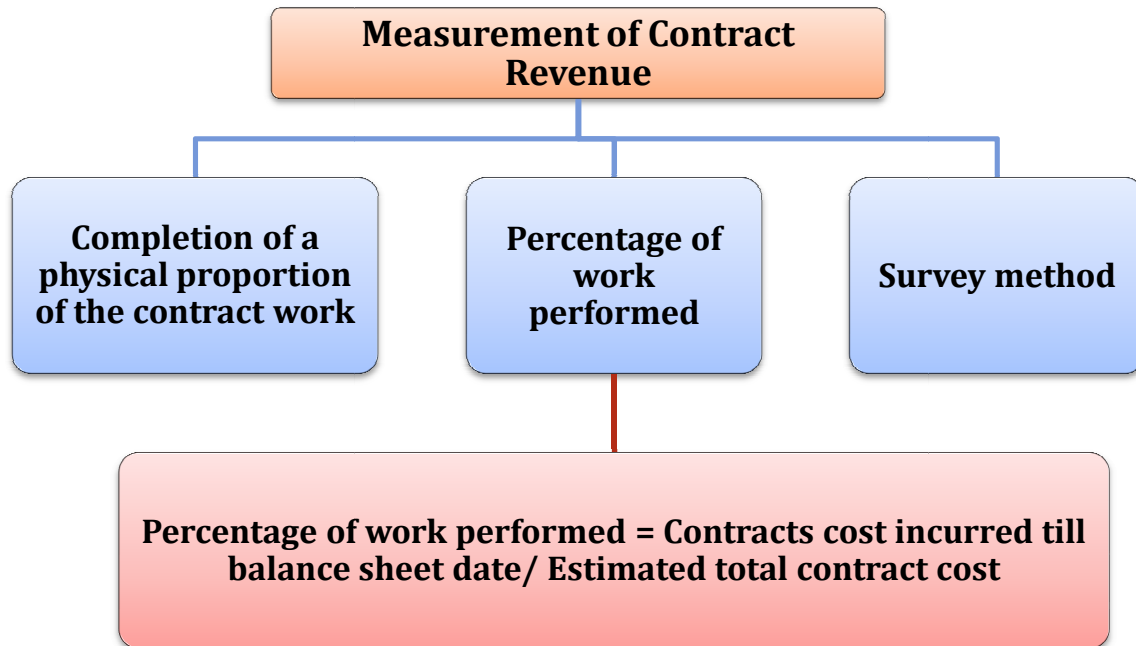 Measurement of Contract
Revenue
Completion of a
physical proportion
of the contract work
Percentage of
work
performed
Survey method
Percentage of work performed = Contracts cost incurred till
balance sheet date/ Estimated total contract cost